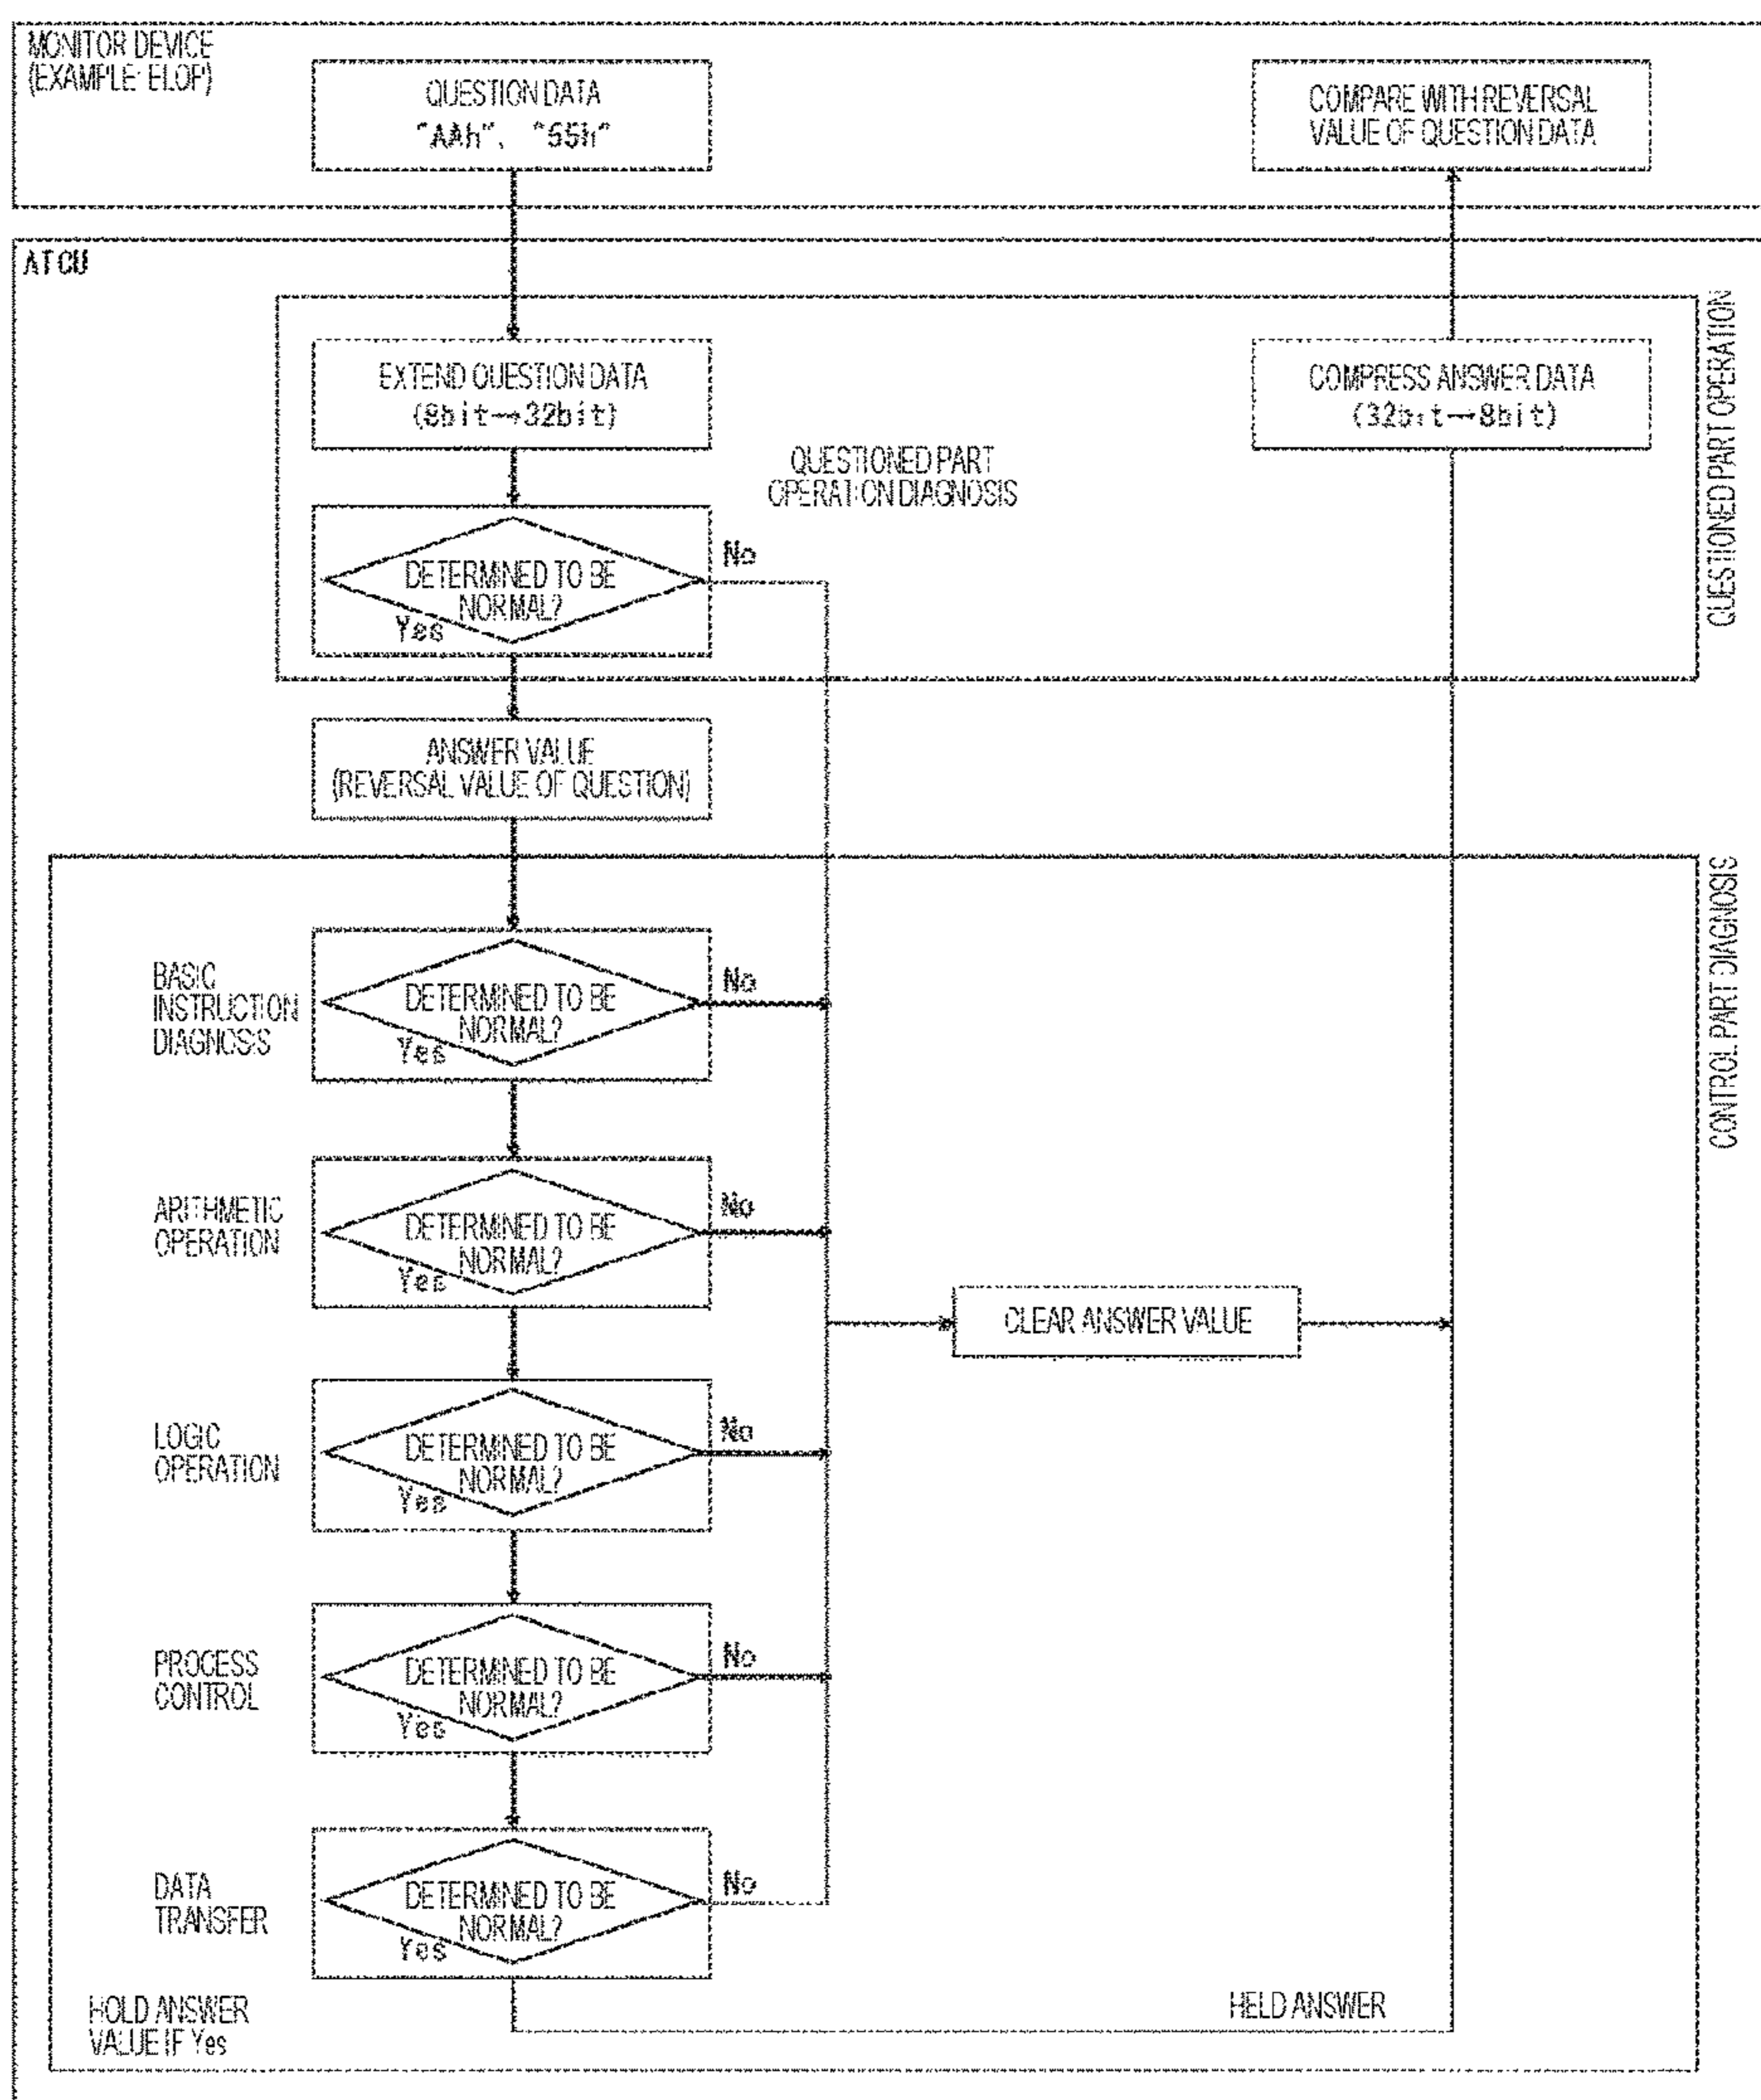 MONITOR DEVICE
(EXAMPLE: ELOP)
QUESTION DATA
"AAh", "55h"
COMPARE WITH REVERSAL
VALUE OF QUESTION DATA
ATCU
EXTEND QUESTION DATA
(8bit→32bit)
COMPRESS ANSWER DATA
(32bit→8bit)
QUESTIONED PART OPERATION
QUESTIONED PART
OPERATION DIAGNOSIS
DETERMINED TO BE
NORMAL?
No
Yes
ANSWER VALUE
(REVERSAL VALUE OF QUESTION)
CONTROL PART DIAGNOSIS
BASIC
INSTRUCTION
DIAGNOSIS
DETERMINED TO BE
NORMAL?
No
Yes
ARITHMETIC
OPERATION
DETERMINED TO BE
NORMAL?
No
Yes
CLEAR ANSWER VALUE
LOGIC
OPERATION
DETERMINED TO BE
NORMAL?
No
Yes
PROCESS
CONTROL
DETERMINED TO BE
NORMAL?
No
Yes
DATA
TRANSFER
DETERMINED TO BE
NORMAL?
No
Yes
HOLD ANSWER
VALUE IF Yes
HELD ANSWER